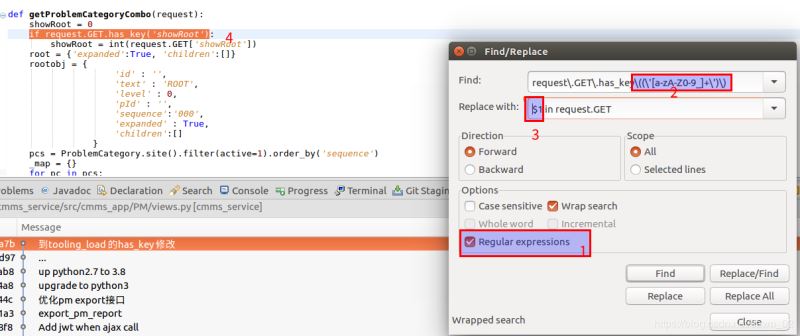 def getProblemCategoryCombo(request):
showRoot = 0
if request.GET.has_key('showRoot'):
4
showRoot = int(request.GET['showRoot'])
root = {'expanded':True, 'children':[]}
rootobj = {
'id' : '',
'text' : 'ROOT',
'level' : 0,
'pId' : '',
'sequence':'000',
'expanded' : True,
'children':[]
}
pcs = ProblemCategory.site().filter(active=1).order_by('sequence')
_map = {}
for pc in pcs:
Find/Replace
Find: request\.GET\.has_key\((\'[a-zA-Z0-9_]+\')\)
2
Replace with: $1 in request.GET
3
Direction
Forward
Backward
Scope
All
Selected lines
Options
Case sensitive Wrap search
Whole word Incremental
Regular expressions
1
Find Replace/Find
Replace Replace All
Wrapped search Close
oblems @ Javadoc Declaration Search Console Progress Terminal Git Staging
cmms_service/src/cmms_app/PM/views.py [cmms_service]
Message
a7b 到tooling_load 的has_key修改
d97 ...
ab8 up python2.7 to 3.8
4a8 upgrade to python3
44c 优化pm export接口
1a3 export_pm_report
8f8 Add jwt when ajax call